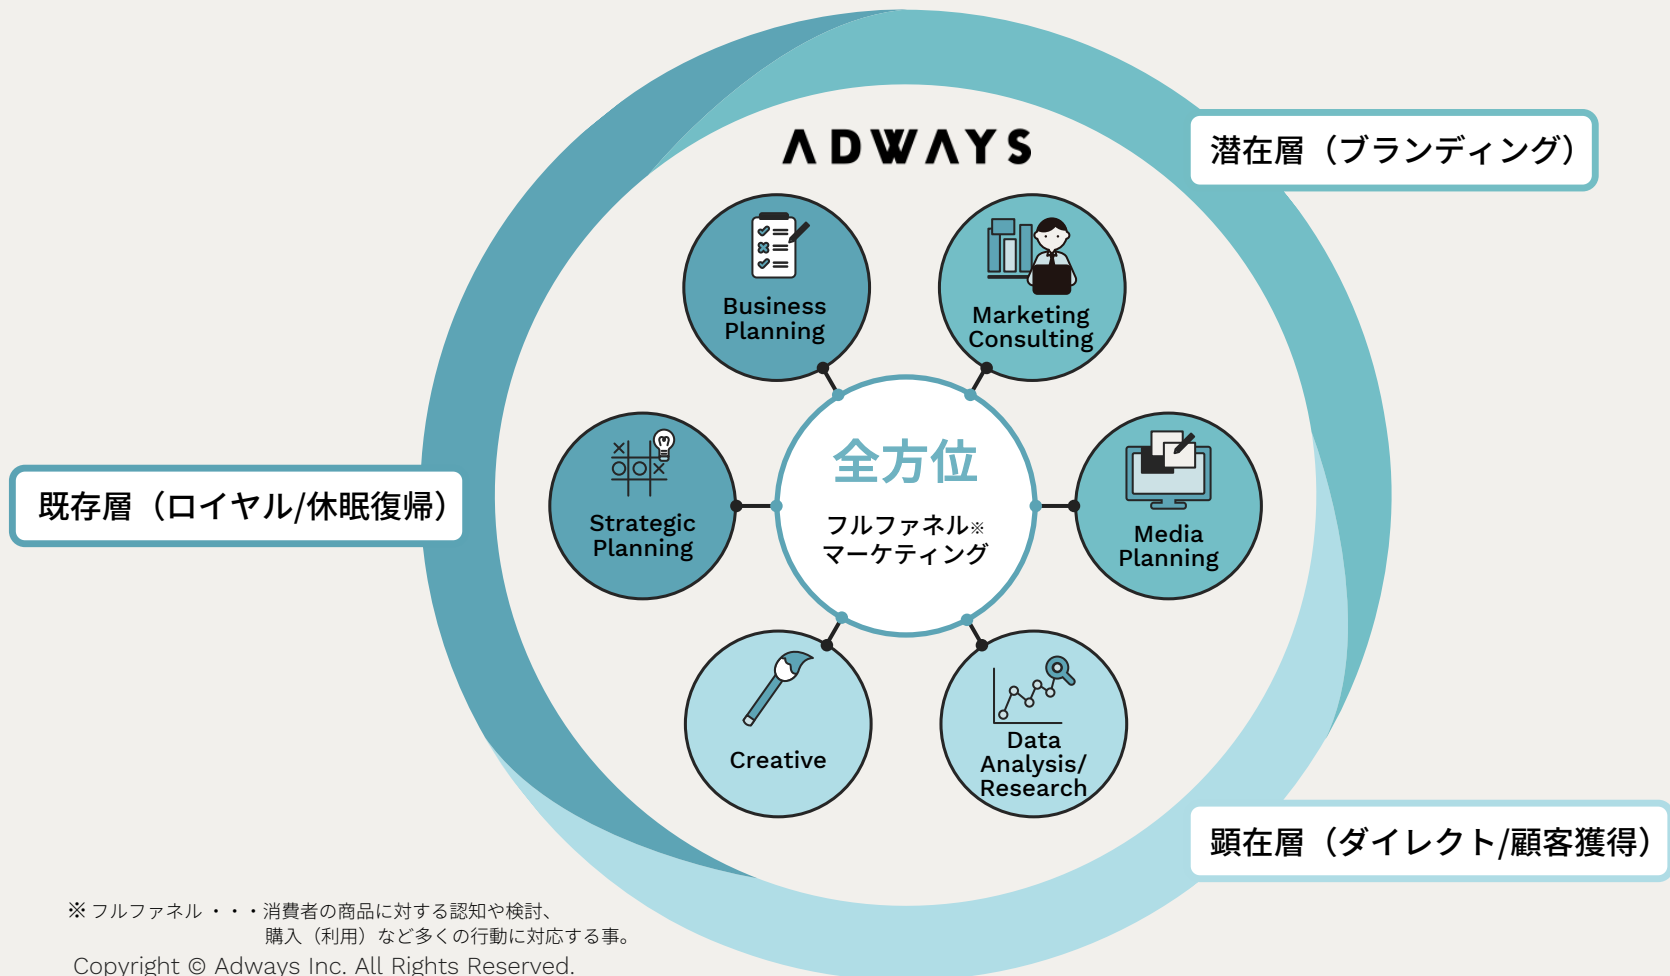 ADWAYS
潜在層（ブランディング）
Business
Planning
Marketing
Consulting
全方位
フルファネル※
マーケティング
既存層（ロイヤル/休眠復帰）
Strategic
Planning
Media
Planning
Creative
Data
Analysis/
Research
顕在層（ダイレクト/顧客獲得）
※ フルファネル ・・・消費者の商品に対する認知や検討、
購入（利用）など多くの行動に対応する事。
Copyright © Adways Inc. All Rights Reserved.